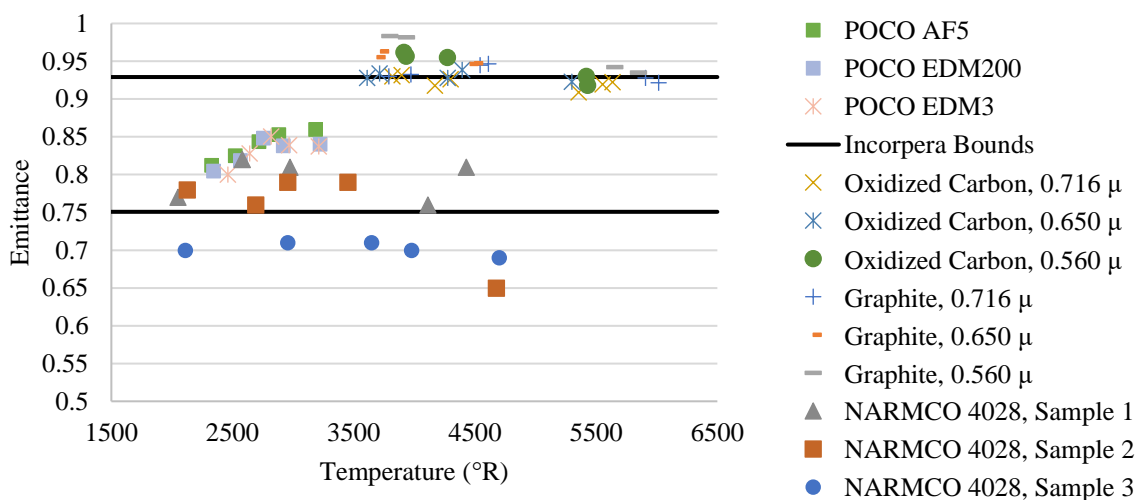 Emittance
1
0.95
0.9
0.85
0.8
0.75
0.7
0.65
0.6
0.55
0.5
1500 2500 3500 4500 5500 6500
Temperature (°R)
POCO AF5
POCO EDM200
POCO EDM3
Incorpera Bounds
Oxidized Carbon, 0.716 μ
Oxidized Carbon, 0.650 μ
Oxidized Carbon, 0.560 μ
Graphite, 0.716 μ
Graphite, 0.650 μ
Graphite, 0.560 μ
NARMCO 4028, Sample 1
NARMCO 4028, Sample 2
NARMCO 4028, Sample 3